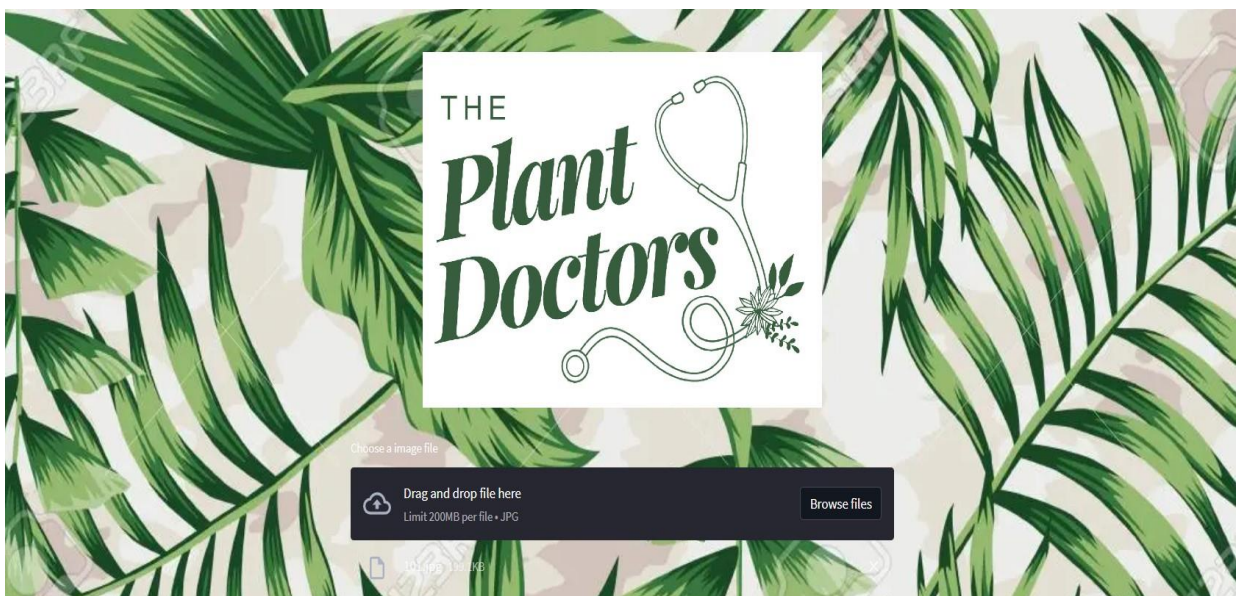 THE
Plant
Doctors
Choose a image file
Drag and drop file here
Limit 200MB per file • JPG
Browse files